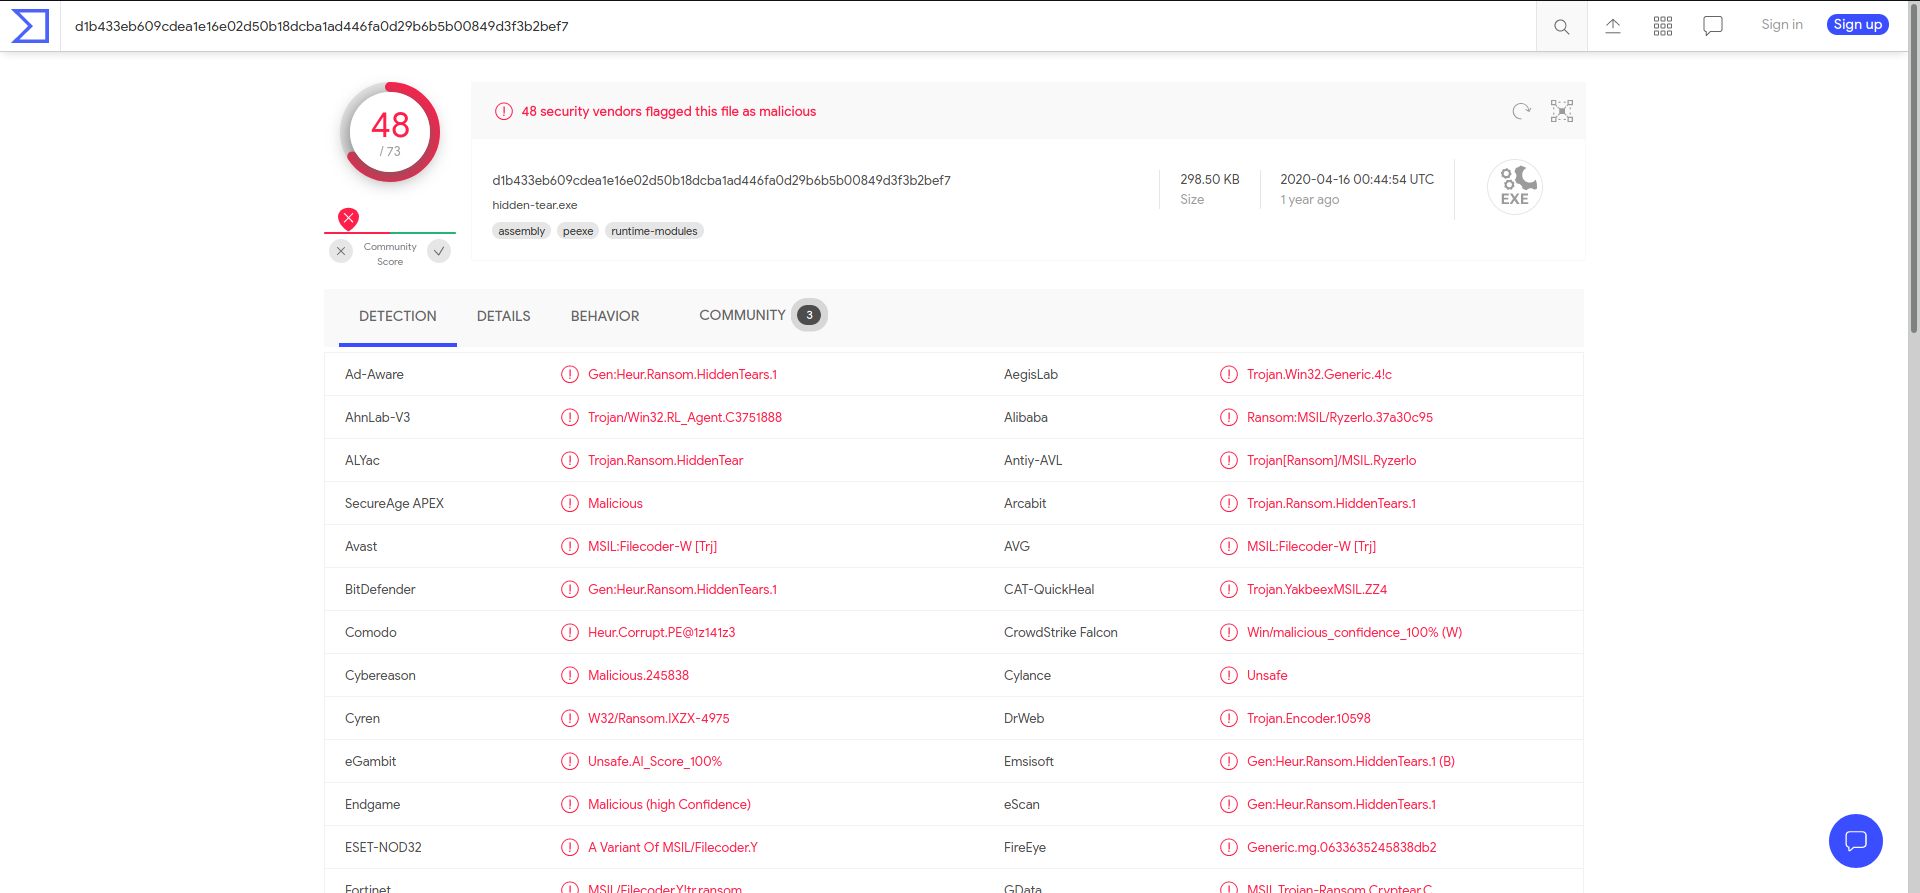 d1b433eb609cdea1e16e02d50b18dcba1ad446fa0d29b6b5b00849d3f3b2bef7
Sign in
Sign up
48
/ 73
Community
Score
48 security vendors flagged this file as malicious
d1b433eb609cdea1e16e02d50b18dcba1ad446fa0d29b6b5b00849d3f3b2bef7
hidden-tear.exe
assembly peexe runtime-modules
298.50 KB
Size
2020-04-16 00:44:54 UTC
1 year ago
EXE
DETECTION DETAILS BEHAVIOR COMMUNITY 3
Ad-Aware Gen:Heur.Ransom.HiddenTears.1 AegisLab Trojan.Win32.Generic.4!c
AhnLab-V3 Trojan/Win32.RL_Agent.C3751888 Alibaba Ransom:MSIL/Ryzerlo.37a30c95
ALYac Trojan.Ransom.HiddenTear Antiy-AVL Trojan[Ransom]/MSIL.Ryzerlo
SecureAge APEX Malicious Arcabit Trojan.Ransom.HiddenTears.1
Avast MSIL:Filecoder-W [Trj] AVG MSIL:Filecoder-W [Trj]
BitDefender Gen:Heur.Ransom.HiddenTears.1 CAT-QuickHeal Trojan.YakbeexMSIL.ZZ4
Comodo Heur.Corrupt.PE@1z141z3 CrowdStrike Falcon Win/malicious_confidence_100% (W)
Cybereason Malicious.245838 Cylance Unsafe
Cyren W32/Ransom.IXZX-4975 DrWeb Trojan.Encoder.10598
eGambit Unsafe.AI_Score_100% Emsisoft Gen:Heur.Ransom.HiddenTears.1 (B)
Endgame Malicious (high Confidence) eScan Gen:Heur.Ransom.HiddenTears.1
ESET-NOD32 A Variant Of MSIL/Filecoder.Y FireEye Generic.mg.0633635245838db2
Fortinet MSIL/Filecoder.Y!tr.ransom GData MSIL.Trojan-Ransom.Cryptear.C